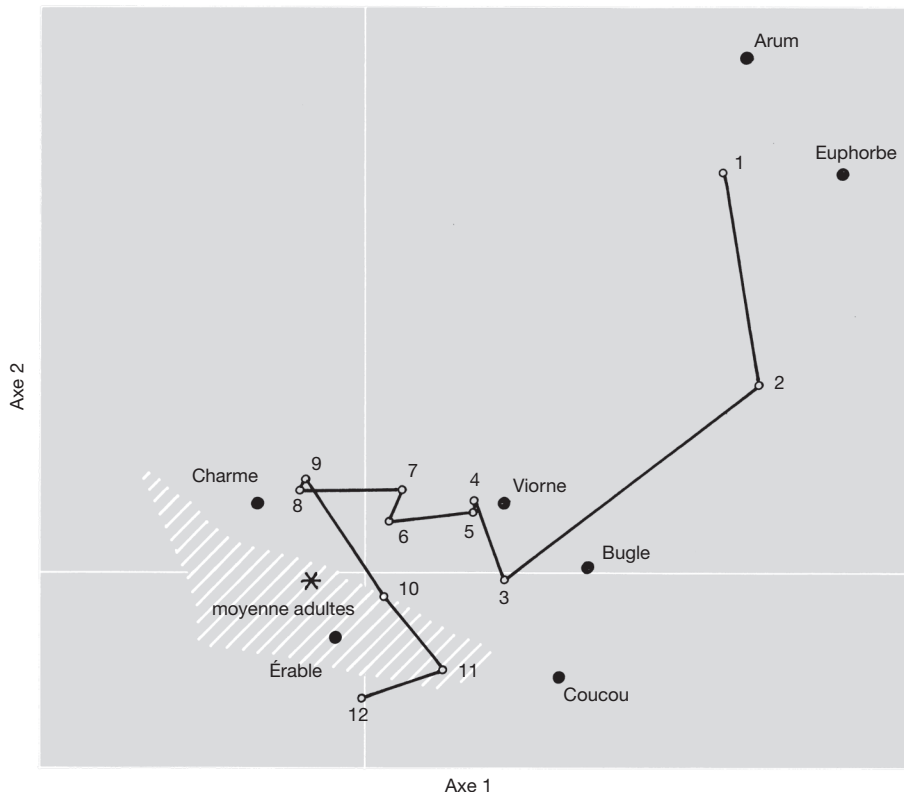 Arum
Euphorbe
1
2
Axe 2
9
7
4
Charme
Viorne
8
5
6
Bugle
3
10
moyenne adultes
Érable
11
Coucou
12
Axe 1